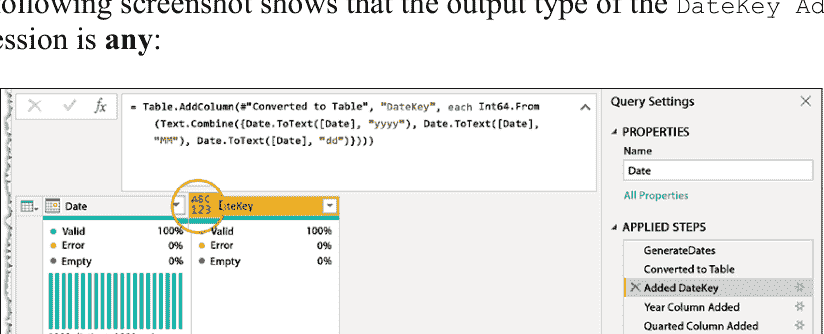 following screenshot shows that the output type of the DateKey Ad
ession is any:
= Table.AddColumn(#"Converted to Table", "DateKey", each Int64.From
(Text.Combine({Date.ToText([Date], "yyyy"), Date.ToText([Date],
"MM"), Date.ToText([Date], "dd")})))
fx
Query Settings
PROPERTIES
Name
Date
All Properties
APPLIED STEPS
GenerateDates
Converted to Table
Added DateKey
Year Column Added
Quarted Column Added
Date
ABC
123
teKey
Valid 100%
Error 0%
Empty 0%
Valid 100%
Error 0%
Empty 0%